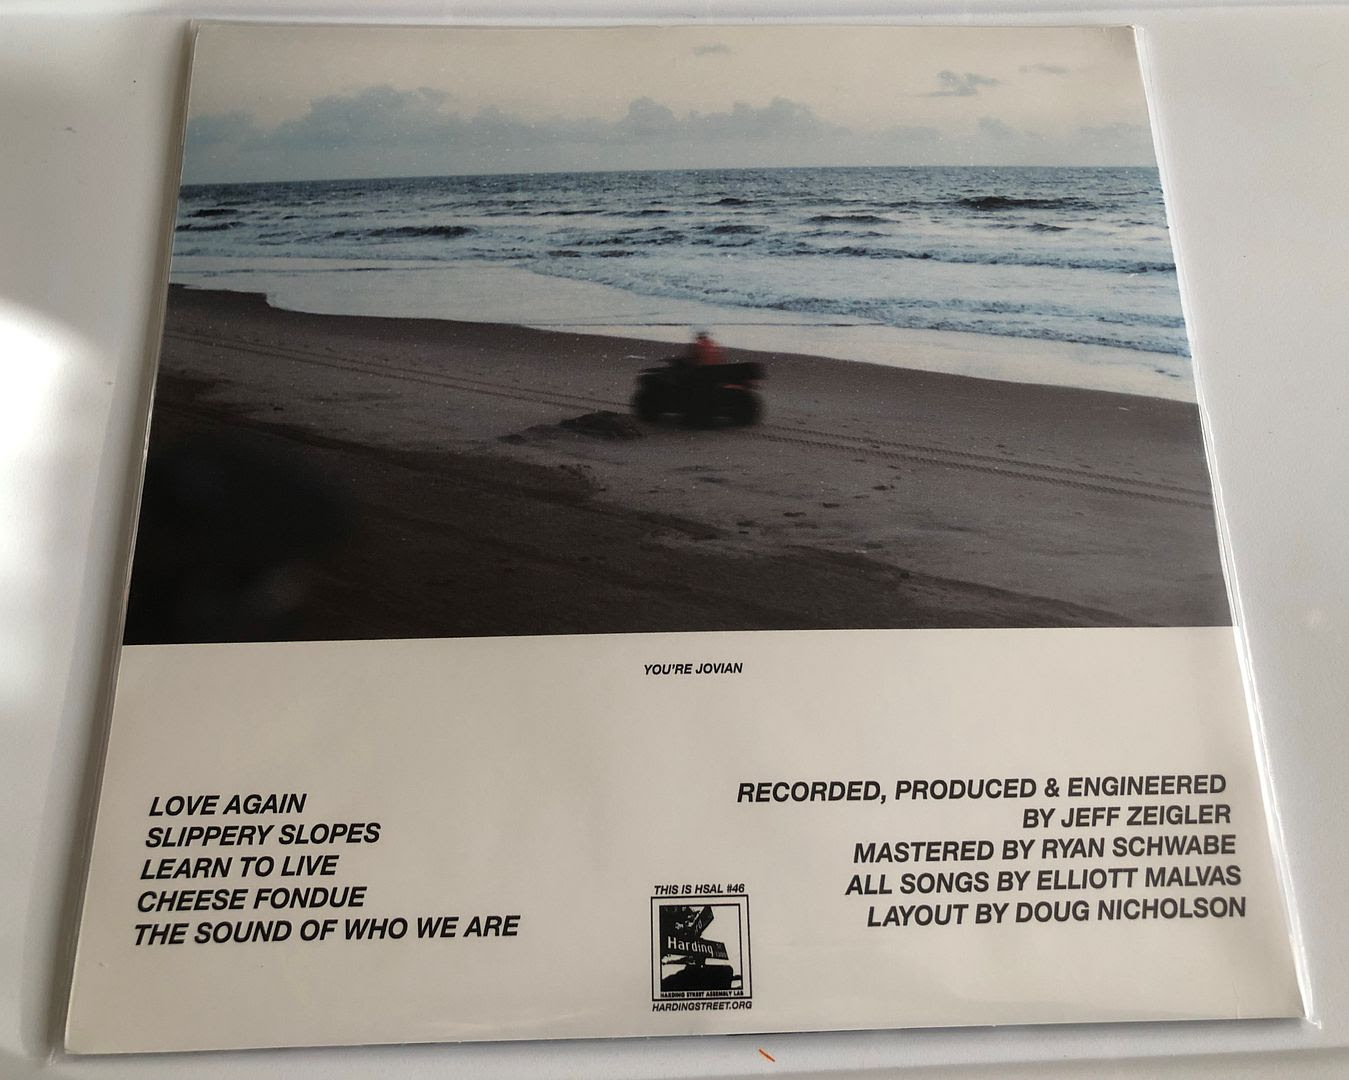 YOU'RE JOVIAN
LOVE AGAIN
SLIPPERY SLOPES
LEARN TO LIVE
CHEESE FONDUE
THE SOUND OF WHO WE ARE
RECORDED, PRODUCED & ENGINEERED
BY JEFF ZEIGLER
MASTERED BY RYAN SCHWABE
ALL SONGS BY ELLIOTT MALVAS
LAYOUT BY DOUG NICHOLSON
THIS IS HSAL #46
Harding
HARDING STREET ASSEMBLY LAB
HARDINGSTREET.ORG